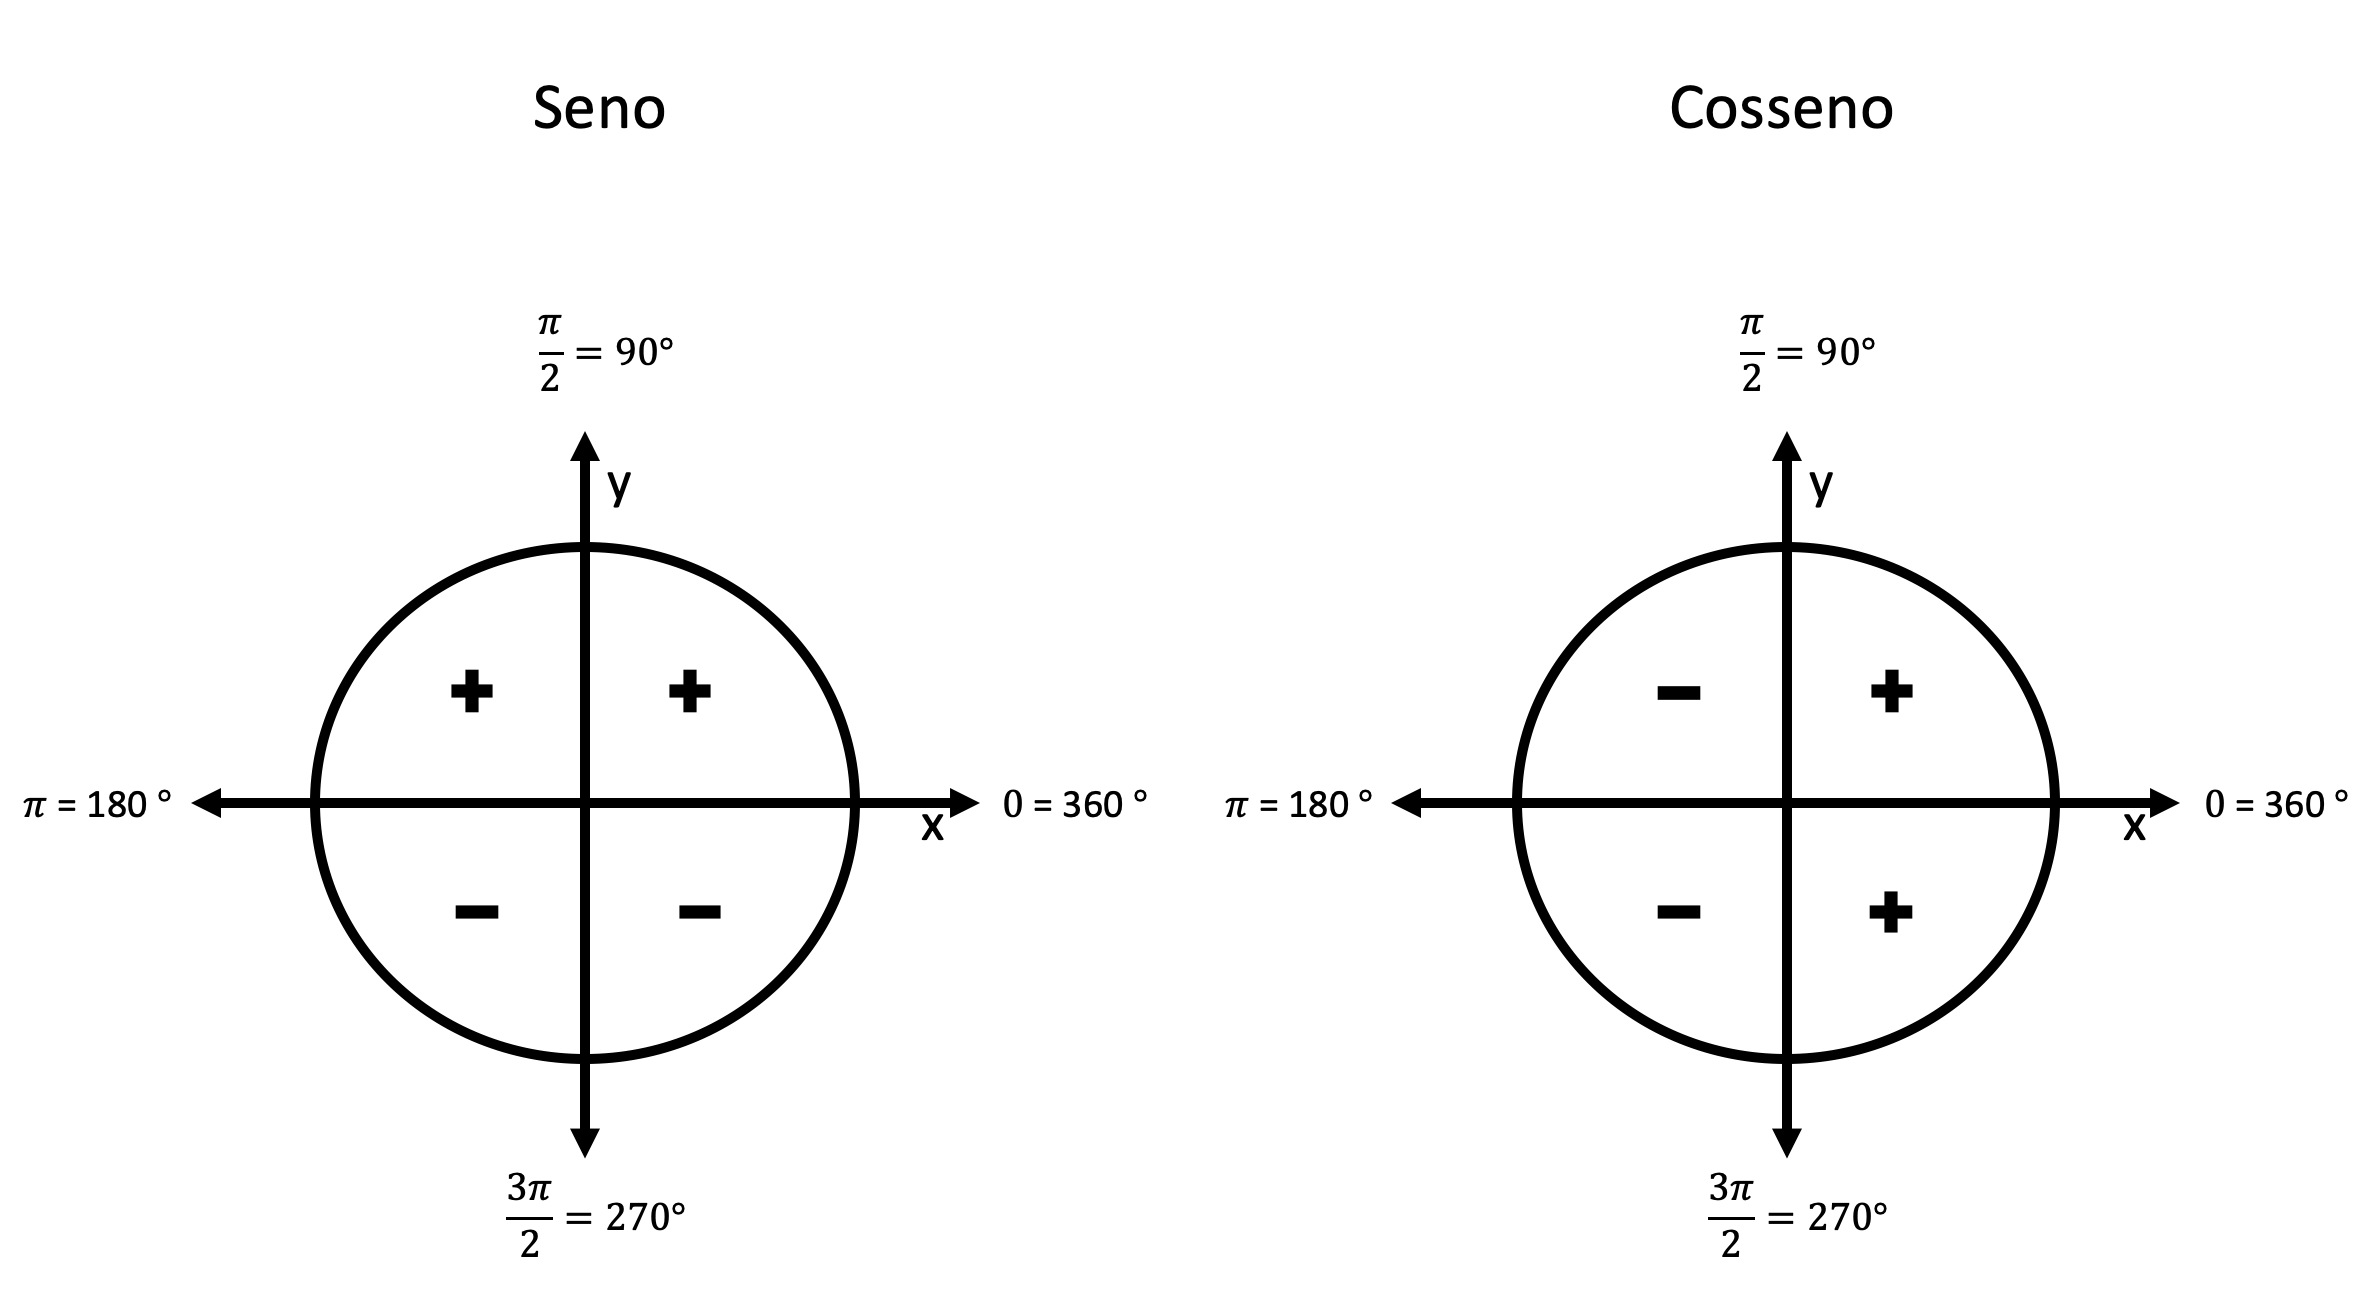 Seno
π/2 = 90°
y
+ +
π = 180 °
x
0 = 360 °
− −
3π/2 = 270°
Cosseno
π/2 = 90°
y
− +
π = 180 °
x
0 = 360 °
− +
3π/2 = 270°